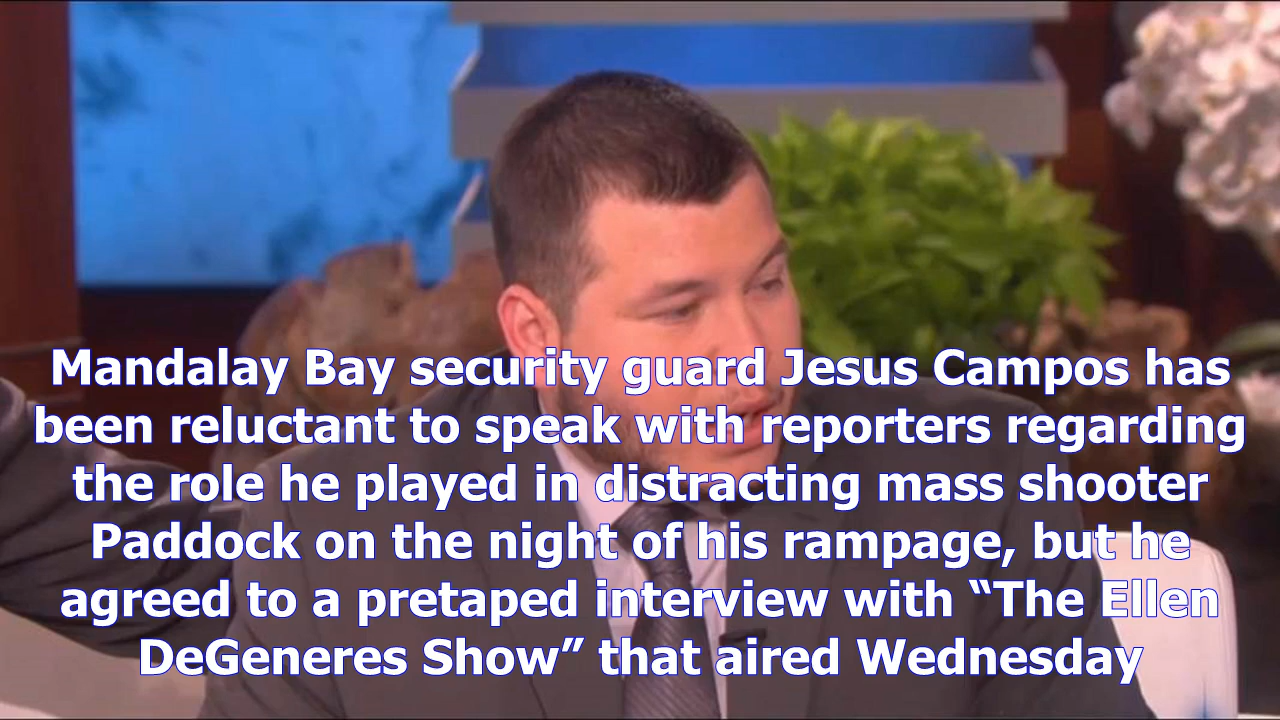 Mandalay Bay security guard Jesus Campos has
been reluctant to speak with reporters regarding
the role he played in distracting mass shooter
Paddock on the night of his rampage, but he
agreed to a pretaped interview with “The Ellen
DeGeneres Show” that aired Wednesday